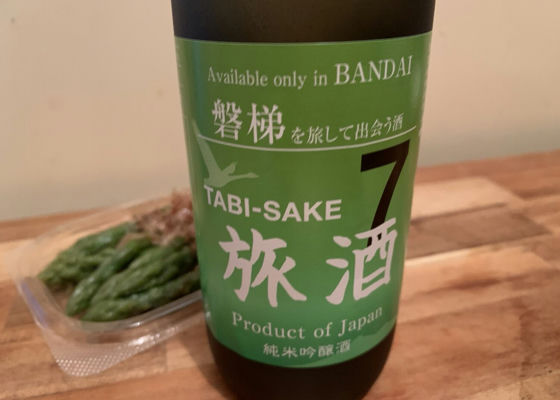 Available only in BANDAI
磐梯を旅して出会う酒
7
TABI-SAKE
旅酒
Product of Japan
純米吟醸酒